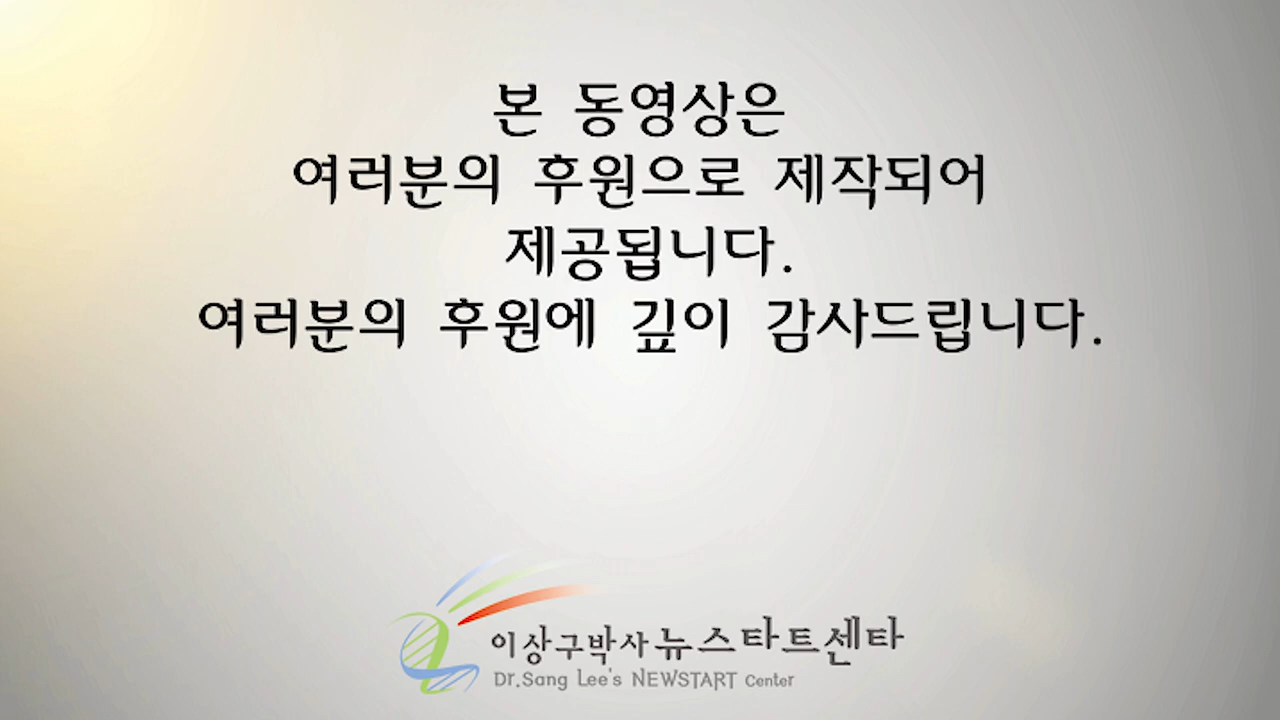 본 동영상은
여러분의 후원으로 제작되어
제공됩니다.
여러분의 후원에 깊이 감사드립니다.
이상구박사 뉴스타트센타
Dr.Sang Lee's NEWSTART Center